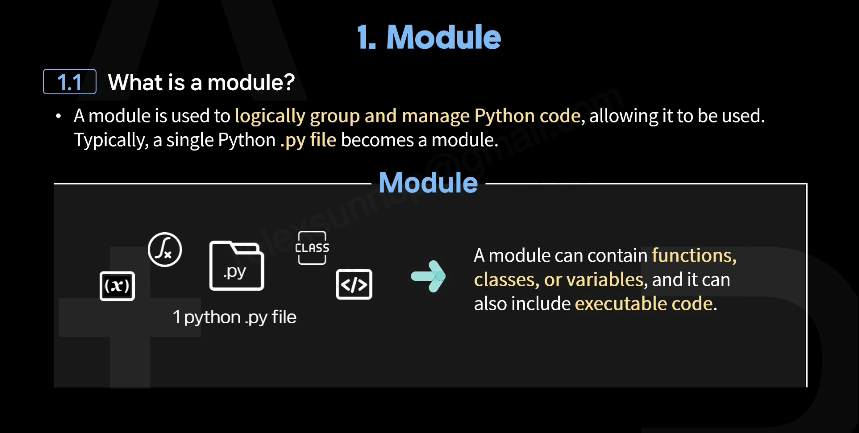 1. Module
1.1 What is a module?
• A module is used to logically group and manage Python code, allowing it to be used.
Typically, a single Python .py file becomes a module.
Module
CLASS
.py
(x)
</>
1 python .py file
A module can contain functions,
classes, or variables, and it can
also include executable code.